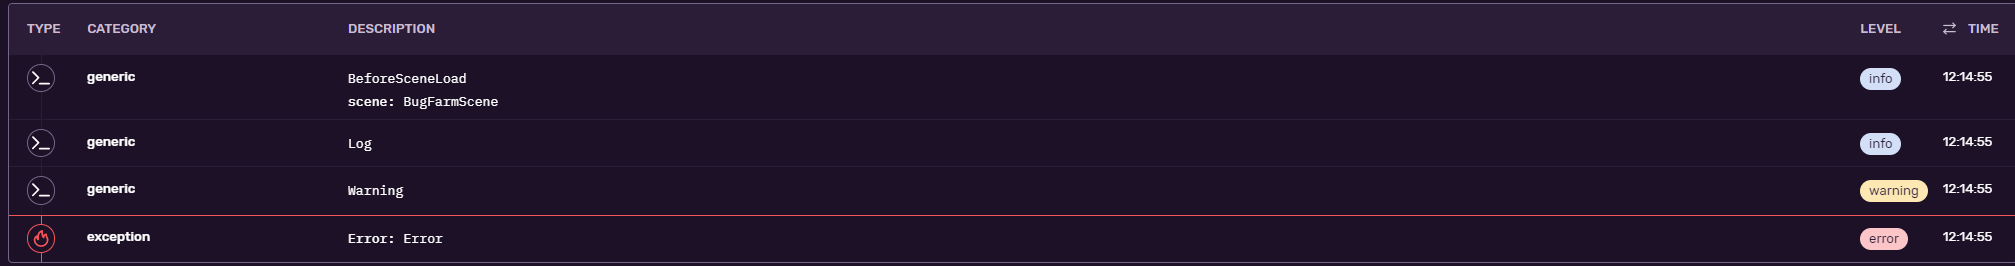 TYPE CATEGORY DESCRIPTION LEVEL TIME
generic BeforeSceneLoad info 12:14:55
scene: BugFarmScene
generic Log info 12:14:55
generic Warning warning 12:14:55
exception Error: Error error 12:14:55